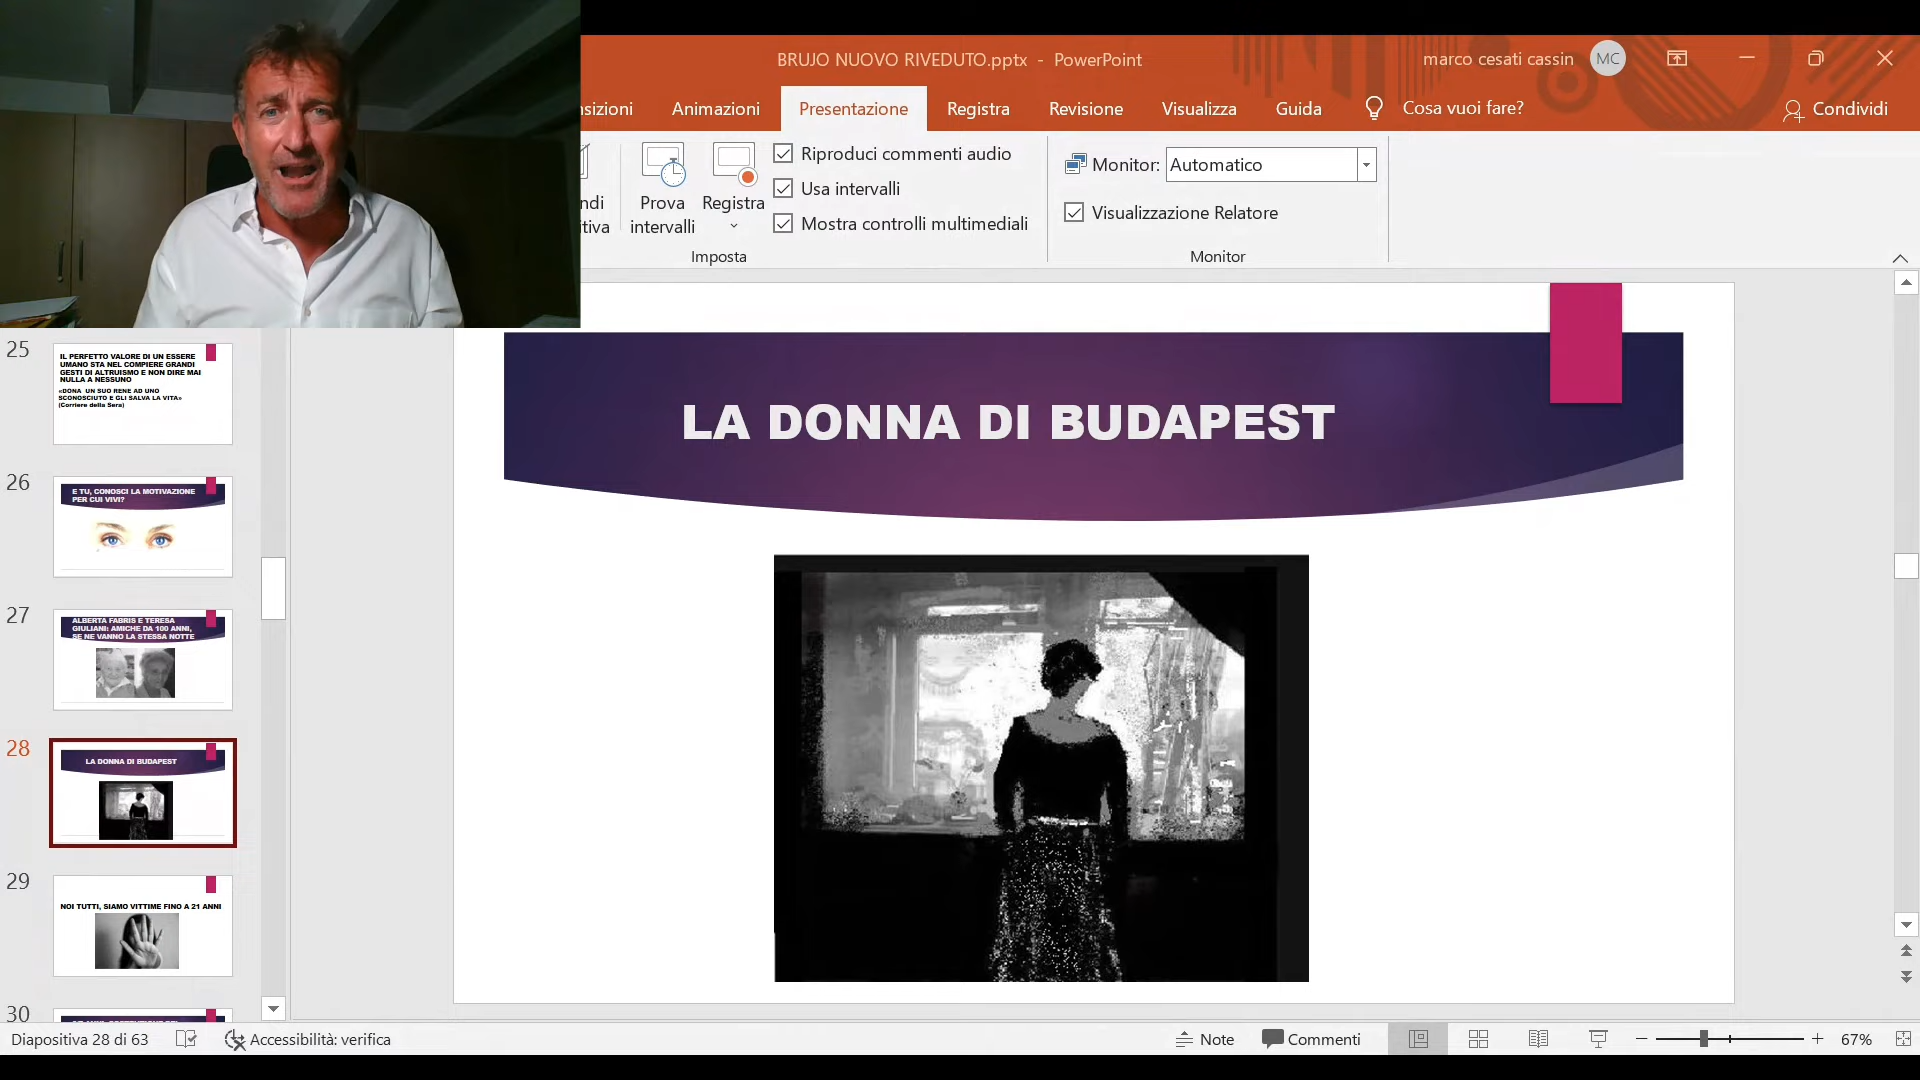 BRUJO NUOVO RIVEDUTO.pptx - PowerPoint
marco cesati cassin
MC
nsizioni
Animazioni
Presentazione
Registra
Revisione
Visualizza
Guida
Cosa vuoi fare?
Condividi
ndi
itiva
Prova
intervalli
Registra
Riproduci commenti audio
Usa intervalli
Mostra controlli multimediali
Imposta
Monitor:
Automatico
Visualizzazione Relatore
Monitor
25
IL PERFETTO VALORE DI UN ESSERE
UMANO STA NEL COMPIERE GRANDI
GESTI DI ALTRUISMO E NON DIRE MAI
NULLA A NESSUNO
«DONA UN SUO RENE AD UNO
SCONOSCIUTO E GLI SALVA LA VITA»
(Corriere della Sera)
26
E TU, CONOSCI LA MOTIVAZIONE
PER CUI VIVI?
27
ALBERTA FABRIS E TERESA
GIULIANI: AMICHE DA 100 ANNI,
SE NE VANNO LA STESSA NOTTE
28
LA DONNA DI BUDAPEST
29
NOI TUTTI, SIAMO VITTIME FINO A 21 ANNI
30
LA DONNA DI BUDAPEST
Diapositiva 28 di 63
Accessibilità: verifica
Note
Commenti
67%